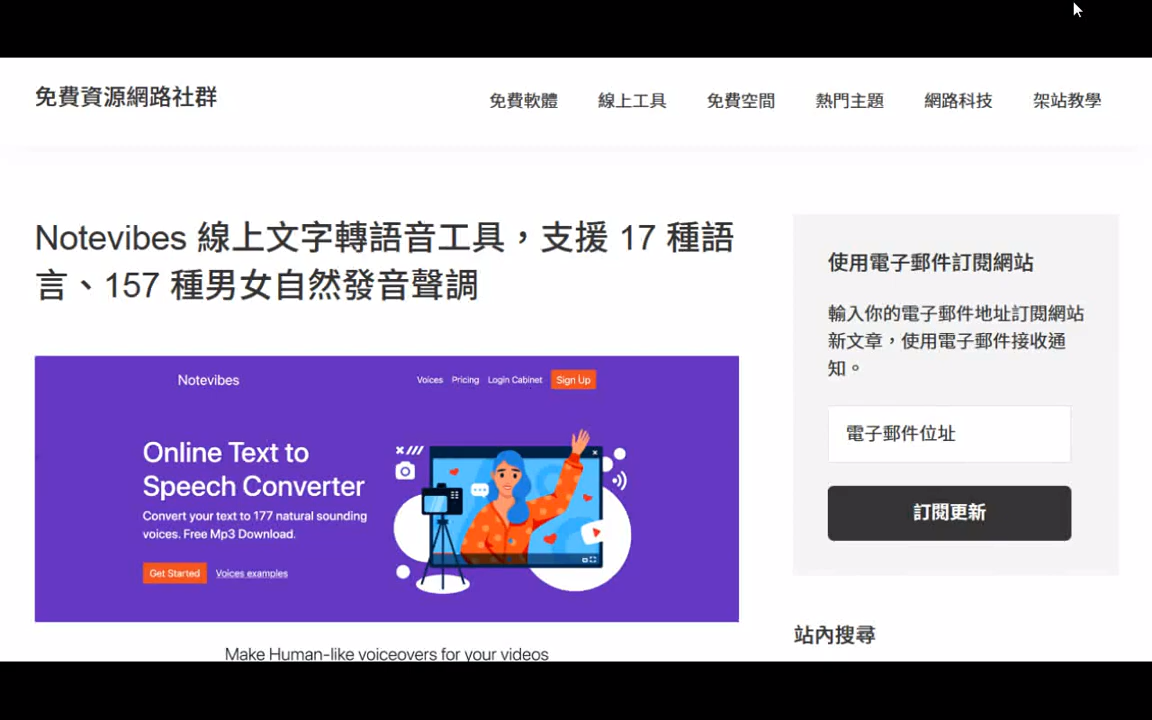 免費資源網路社群
免費軟體 線上工具 免費空間 熱門主題 網路科技 架站教學
Notevibes 線上文字轉語音工具，支援 17 種語
言、157 種男女自然發音聲調
Notevibes
Voices Pricing Login Cabinet Sign Up
Online Text to
Speech Converter
Convert your text to 177 natural sounding
voices. Free Mp3 Download.
Get Started Voices examples
Make Human-like voiceovers for your videos
使用電子郵件訂閱網站
輸入你的電子郵件地址訂閱網站
新文章，使用電子郵件接收通
知。
電子郵件位址
訂閱更新
站內搜尋